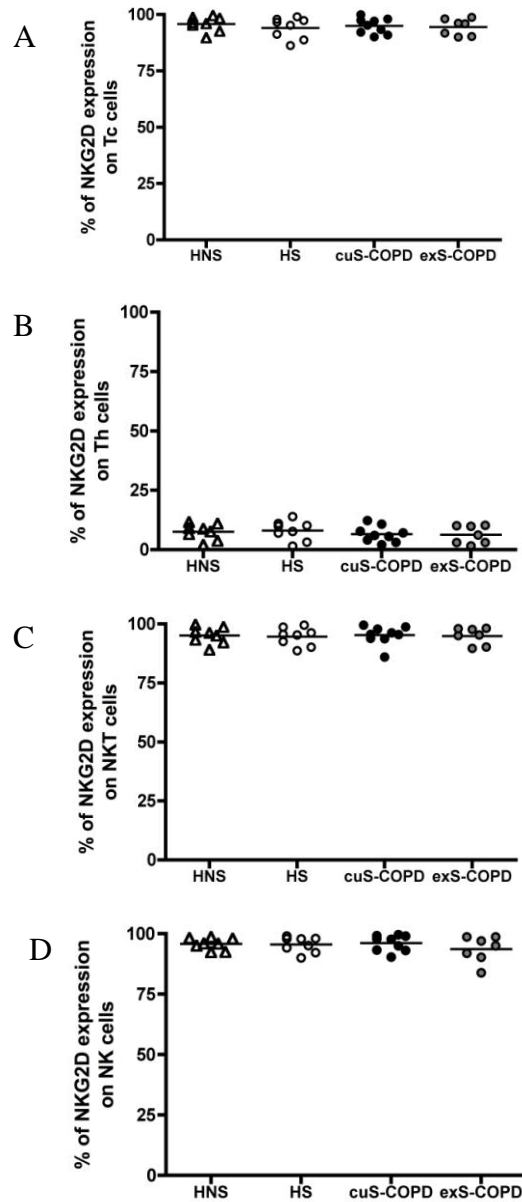 A
% of NKG2D expression
on Tc cells
100
75
50
25
0
HNS HS cuS-COPD exS-COPD
B
% of NKG2D expression
on Th cells
100
75
50
25
0
HNS HS cuS-COPD exS-COPD
C
% of NKG2D expression
on NKT cells
100
75
50
25
0
HNS HS cuS-COPD exS-COPD
D
% of NKG2D expression
on NK cells
100
75
50
25
0
HNS HS cuS-COPD exS-COPD